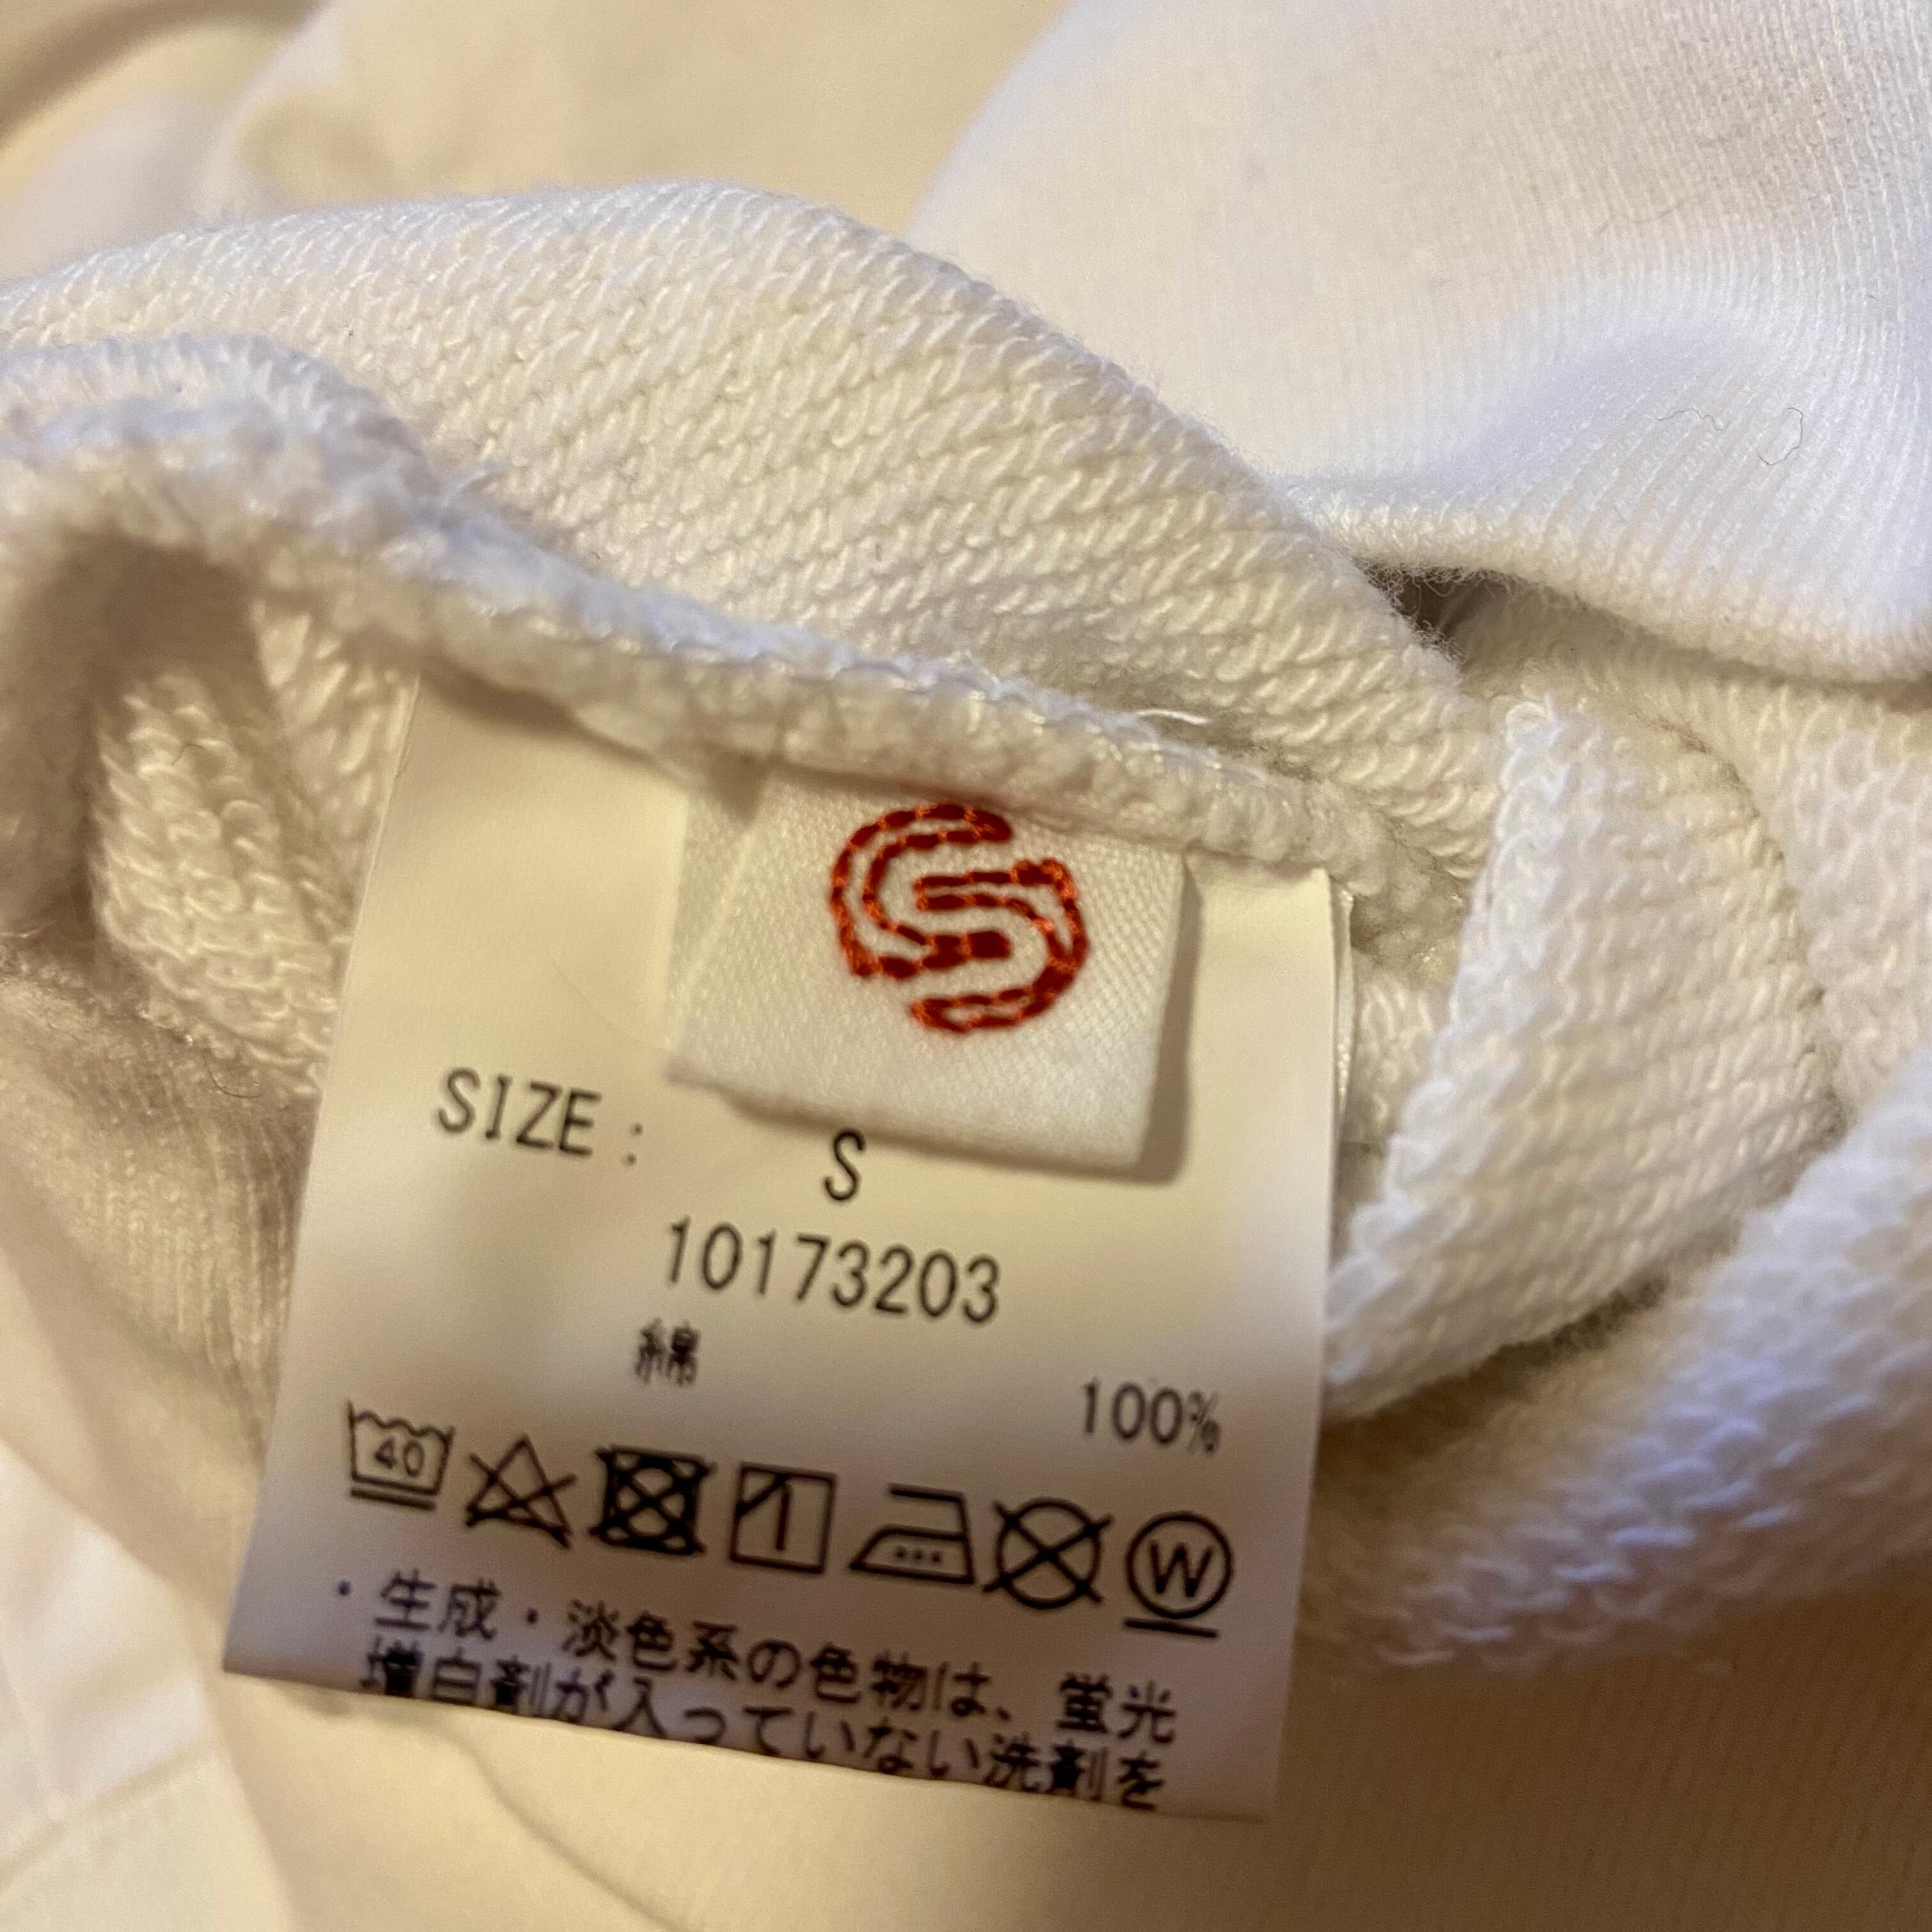 SIZE : S
10173203
綿 100%
40
W
・生成・淡色系の色物は、蛍光
増白剤が入っていない洗剤を